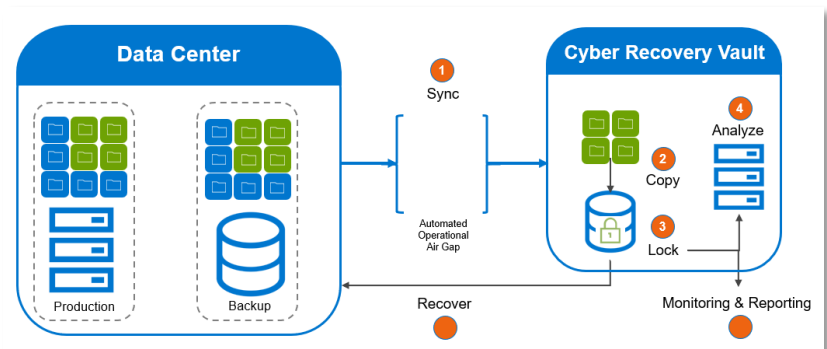 Data Center
Cyber Recovery Vault
1
Sync
4
Analyze
2
Copy
3
Lock
1
Automated
Operational
Air Gap
Production
Backup
Recover
Monitoring & Reporting